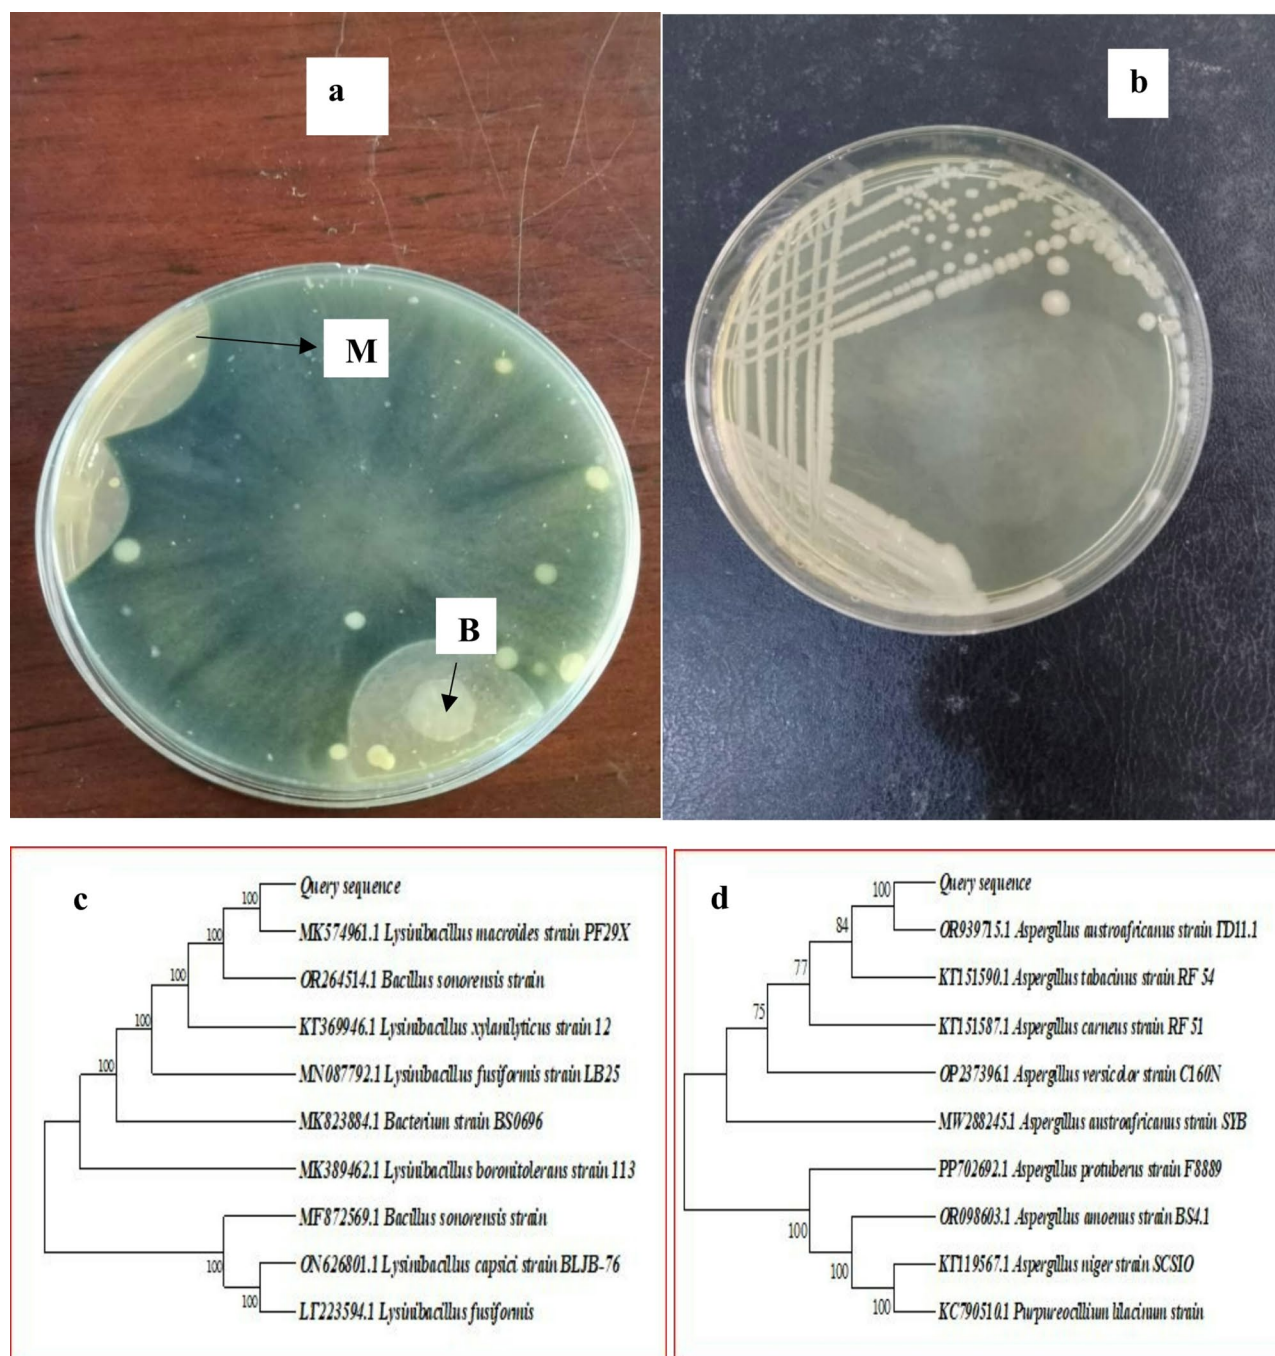 a
b
M
B
c
100
Query sequence
100
MK574961.1 Lysinibacillus macroides strain PF29X
100
OR264514.1 Bacillus sonorensis strain
100
KT369946.1 Lysinibacillus xylanilyticus strain 12
100
MN087792.1 Lysinibacillus fusiformis strain LB25
MK823884.1 Bacterium strain BS0696
MK389462.1 Lysinibacillus boronitolerans strain 113
MF872569.1 Bacillus sonorensis strain
100
ON626801.1 Lysinibacillus capsici strain BLJB-76
100
LT223594.1 Lysinibacillus fusiformis
d
100
Query sequence
84
OR939715.1 Aspergillus austroafricanus strain TD11.1
77
KT151590.1 Aspergillus tabacinus strain RF 54
75
KT151587.1 Aspergillus carneus strain RF 51
OP237396.1 Aspergillus versicolor strain C160N
MW288245.1 Aspergillus austroafricanus strain SYB
PP702692.1 Aspergillus protuberus strain F8889
100
OR098603.1 Aspergillus amoenus strain BS4.1
100
KT119567.1 Aspergillus niger strain SCSIO
100
KC790510.1 Purpureocillium lilacinum strain